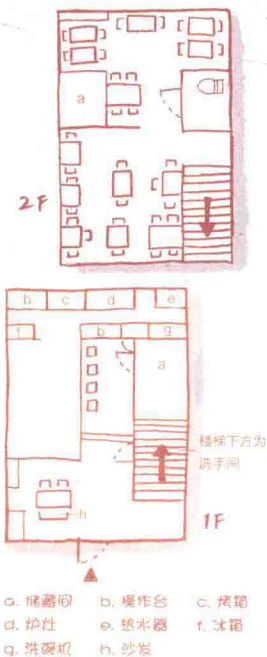 a
2F
b c d e
f b g
a
楼梯下方为
洗手间
h
1F
a. 储藏间 b. 操作台 c. 烤箱
d. 炉灶 e. 热水器 f. 冰箱
g. 洗碗机 h. 沙发